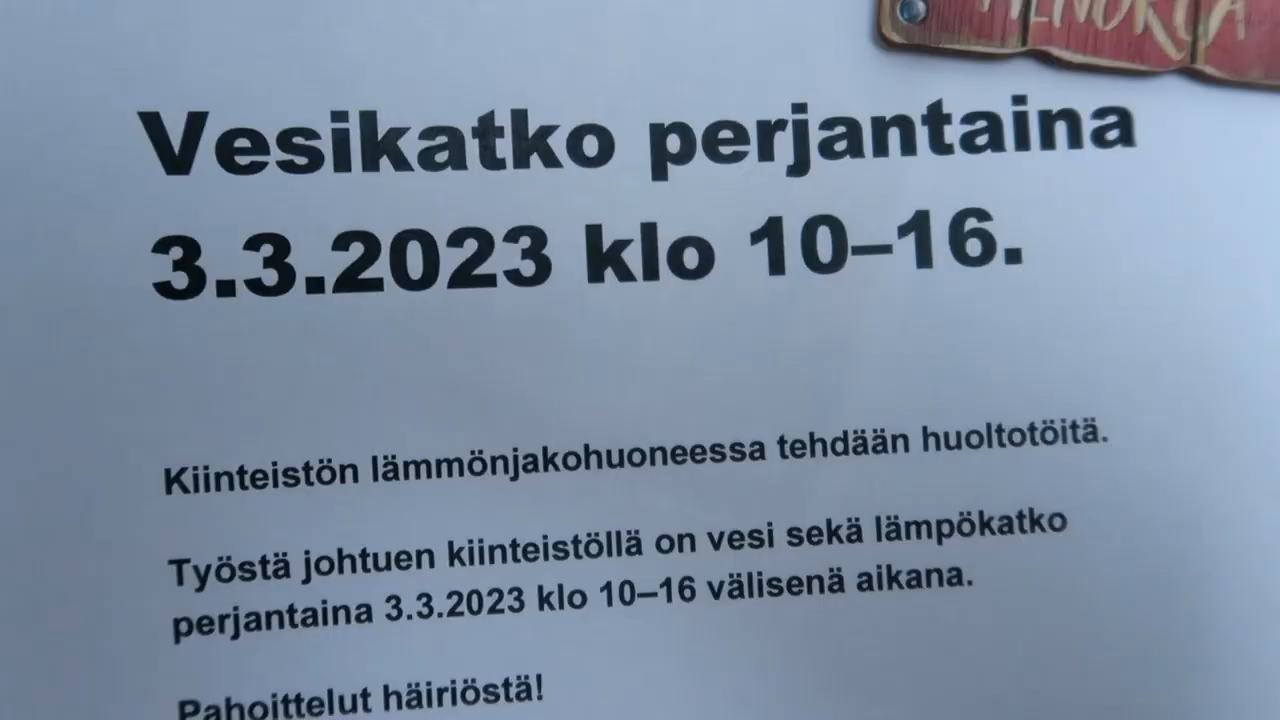 MENORCA
Vesikatko perjantaina
3.3.2023 klo 10–16.
Kiinteistön lämmönjakohuoneessa tehdään huoltotöitä.
Työstä johtuen kiinteistöllä on vesi sekä lämpökatko
perjantaina 3.3.2023 klo 10–16 välisenä aikana.
Pahoittelut häiriöstä!